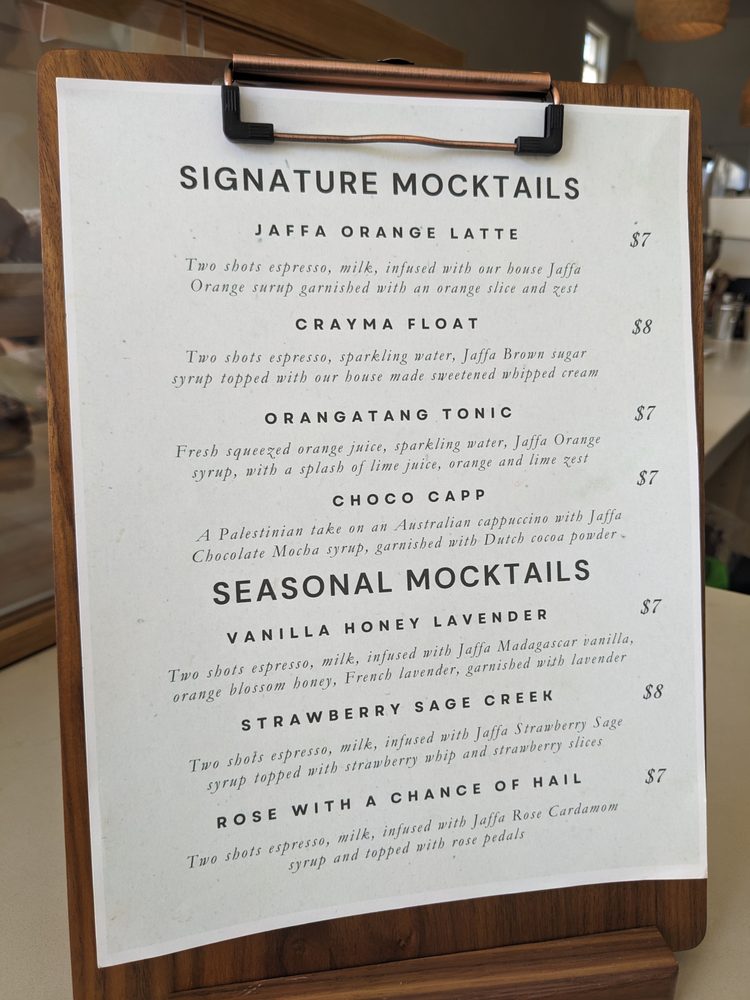 SIGNATURE MOCKTAILS
JAFFA ORANGE LATTE $7
Two shots espresso, milk, infused with our house Jaffa
Orange surup garnished with an orange slice and zest
CRAYMA FLOAT $8
Two shots espresso, sparkling water, Jaffa Brown sugar
syrup topped with our house made sweetened whipped cream
ORANGATANG TONIC $7
Fresh squeezed orange juice, sparkling water, Jaffa Orange
syrup, with a splash of lime juice, orange and lime zest
CHOCO CAPP $7
A Palestinian take on an Australian cappuccino with Jaffa
Chocolate Mocha syrup, garnished with Dutch cocoa powder
SEASONAL MOCKTAILS
VANILLA HONEY LAVENDER $7
Two shots espresso, milk, infused with Jaffa Madagascar vanilla,
orange blossom honey, French lavender, garnished with lavender
STRAWBERRY SAGE CREEK $8
Two shots espresso, milk, infused with Jaffa Strawberry Sage
syrup topped with strawberry whip and strawberry slices
ROSE WITH A CHANCE OF HAIL $7
Two shots espresso, milk, infused with Jaffa Rose Cardamom
syrup and topped with rose pedals